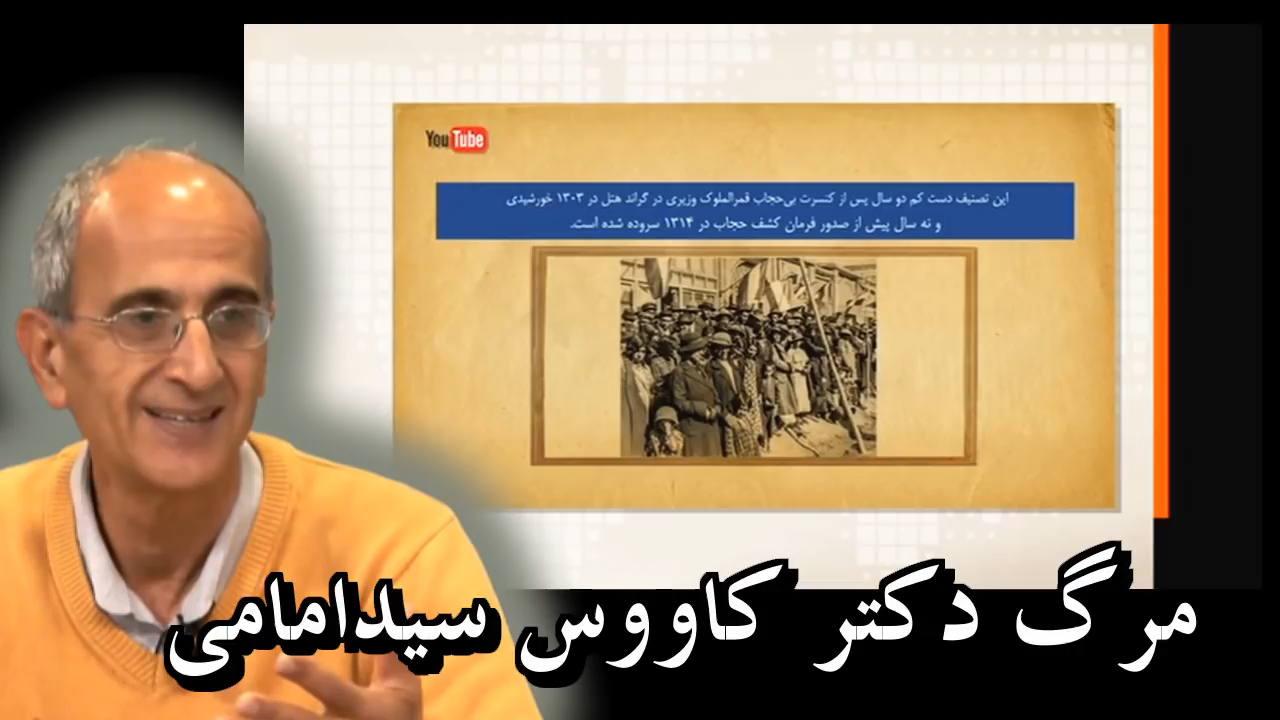 YouTube
این تصنیف دست کم دو سال پس از کنسرت بی‌حجاب قمرالملوک وزیری در گراند هتل در ۱۳۰۳ خورشیدی
و نه سال پیش از صدور فرمان کشف حجاب در ۱۳۱۴ سروده شده است.
مرگ دکتر کاووس سیدامامی